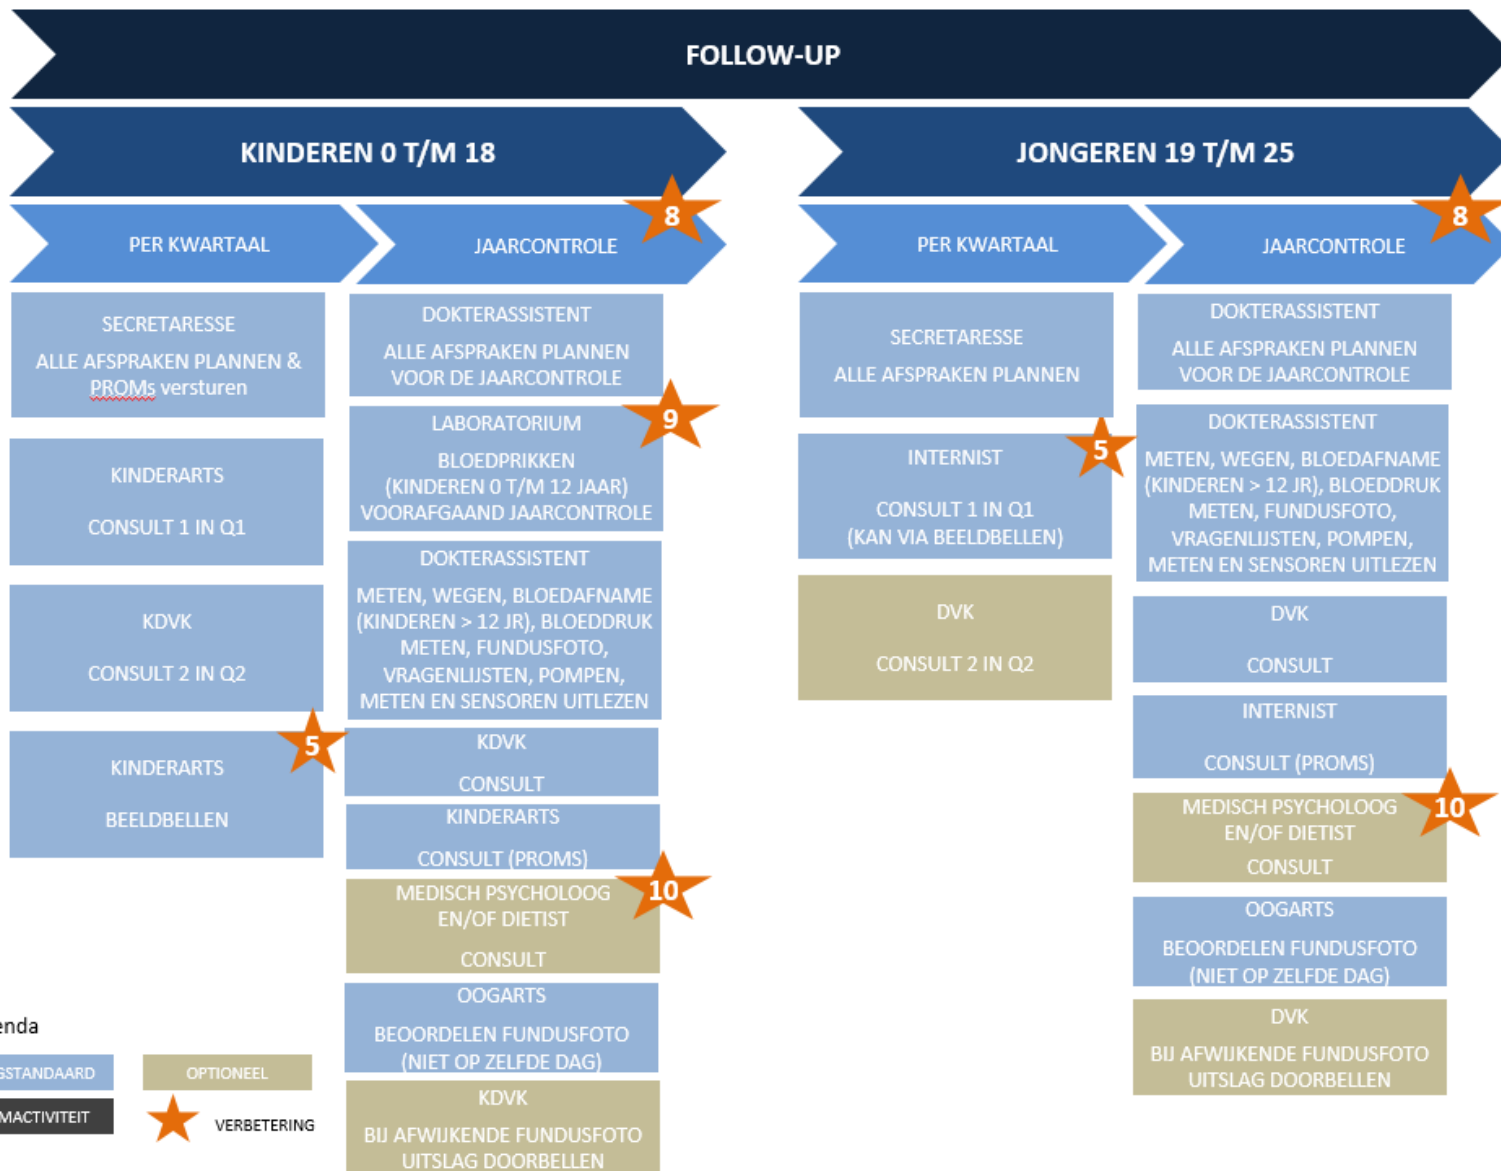 FOLLOW-UP
KINDEREN 0 T/M 18
8
PER KWARTAAL
JAARCONTROLE
SECRETARESSE
ALLE AFSPRAKEN PLANNEN &
PROMs versturen
KINDERARTS
CONSULT 1 IN Q1
KDVK
CONSULT 2 IN Q2
5
KINDERARTS
BEELDBELLEN
DOKTERASSISTENT
ALLE AFSPRAKEN PLANNEN
VOOR DE JAARCONTROLE
9
LABORATORIUM
BLOEDPRIKKEN
(KINDEREN 0 T/M 12 JAAR)
VOORAFGAAND JAARCONTROLE
DOKTERASSISTENT
METEN, WEGEN, BLOEDAFNAME
(KINDEREN > 12 JR), BLOEDDRUK
METEN, FUNDUSFOTO,
VRAGENLIJSTEN, POMPEN,
METEN EN SENSOREN UITLEZEN
KDVK
CONSULT
KINDERARTS
CONSULT (PROMS)
10
MEDISCH PSYCHOLOOG
EN/OF DIETIST
CONSULT
OOGARTS
BEOORDELEN FUNDUSFOTO
(NIET OP ZELFDE DAG)
KDVK
BIJ AFWIJKENDE FUNDUSFOTO
UITSLAG DOORBELLEN
JONGEREN 19 T/M 25
8
PER KWARTAAL
JAARCONTROLE
SECRETARESSE
ALLE AFSPRAKEN PLANNEN
5
INTERNIST
CONSULT 1 IN Q1
(KAN VIA BEELDBELLEN)
DVK
CONSULT 2 IN Q2
DOKTERASSISTENT
ALLE AFSPRAKEN PLANNEN
VOOR DE JAARCONTROLE
DOKTERASSISTENT
METEN, WEGEN, BLOEDAFNAME
(KINDEREN > 12 JR), BLOEDDRUK
METEN, FUNDUSFOTO,
VRAGENLIJSTEN, POMPEN,
METEN EN SENSOREN UITLEZEN
DVK
CONSULT
INTERNIST
CONSULT (PROMS)
10
MEDISCH PSYCHOLOOG
EN/OF DIETIST
CONSULT
OOGARTS
BEOORDELEN FUNDUSFOTO
(NIET OP ZELFDE DAG)
DVK
BIJ AFWIJKENDE FUNDUSFOTO
UITSLAG DOORBELLEN
enda
GSTANDAARD
OPTIONEEL
MACTIVITEIT
VERBETERING